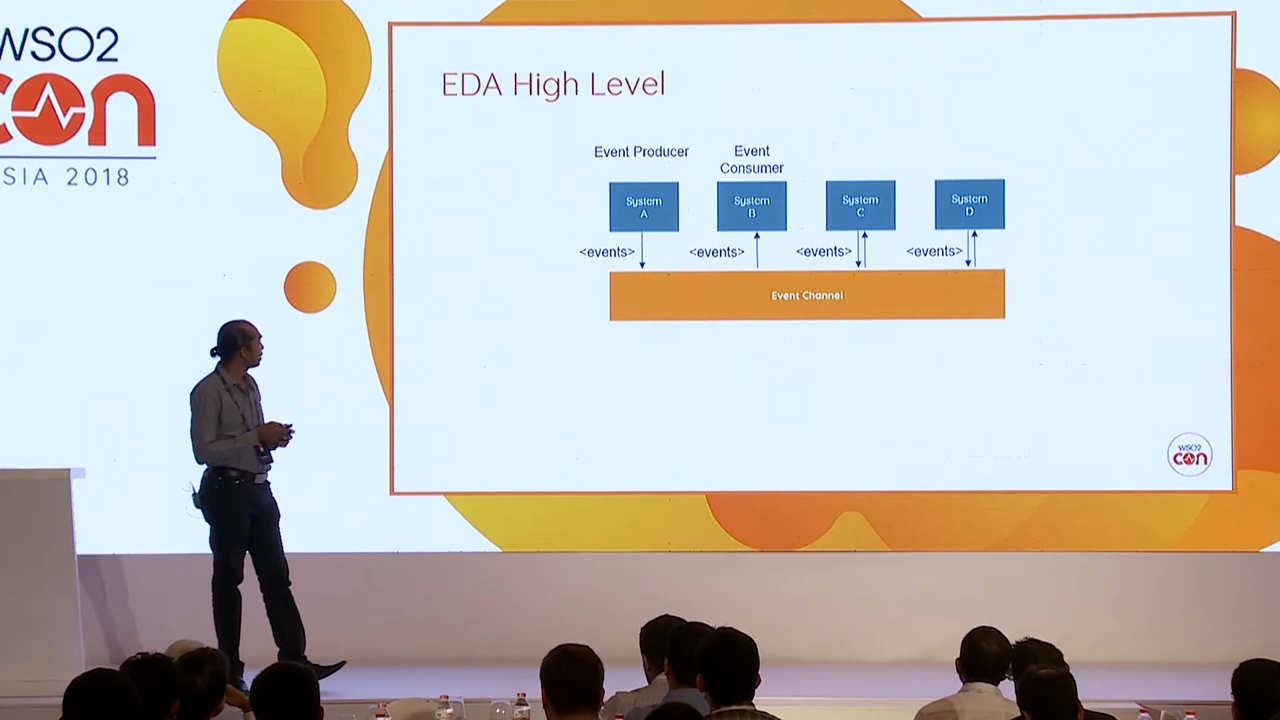 WSO2
con
SIA 2018
EDA High Level
Event Producer
Event
Consumer
System
A
System
B
System
C
System
D
<events>
<events>
<events>
<events>
Event Channel
WSO2
con